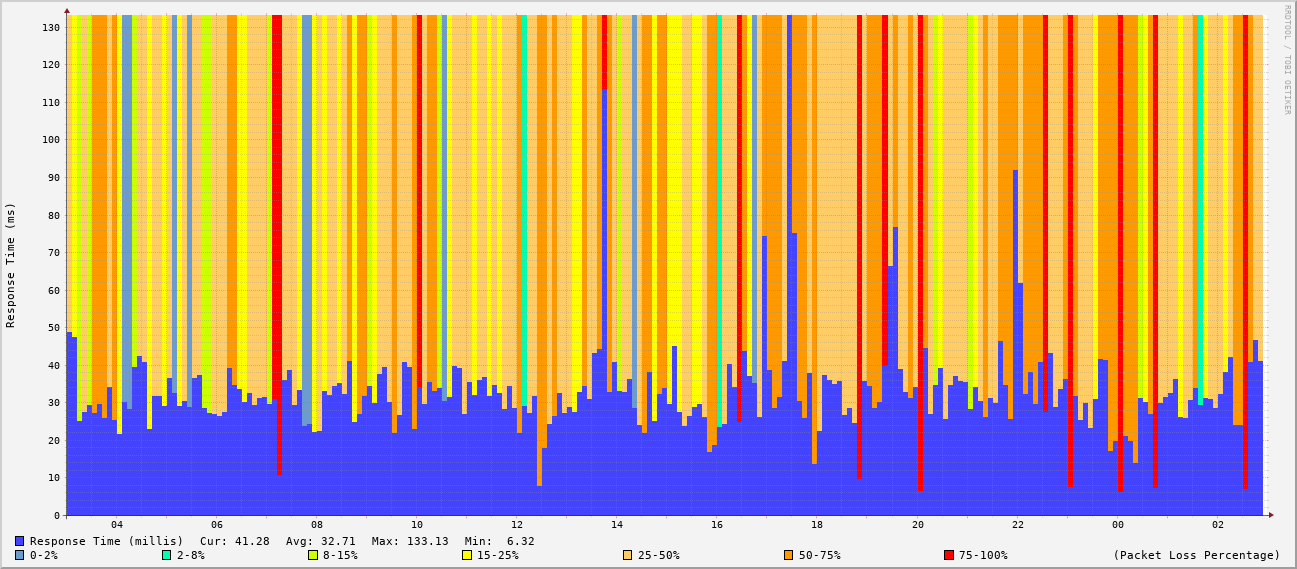 RRDTOOL / TOBI OETIKER
Response Time (ms)
130
120
110
100
90
80
70
60
50
40
30
20
10
0
04 06 08 10 12 14 16 18 20 22 00 02
Response Time (millis) Cur: 41.28 Avg: 32.71 Max: 133.13 Min: 6.32
0-2% 2-8% 8-15% 15-25% 25-50% 50-75% 75-100% (Packet Loss Percentage)